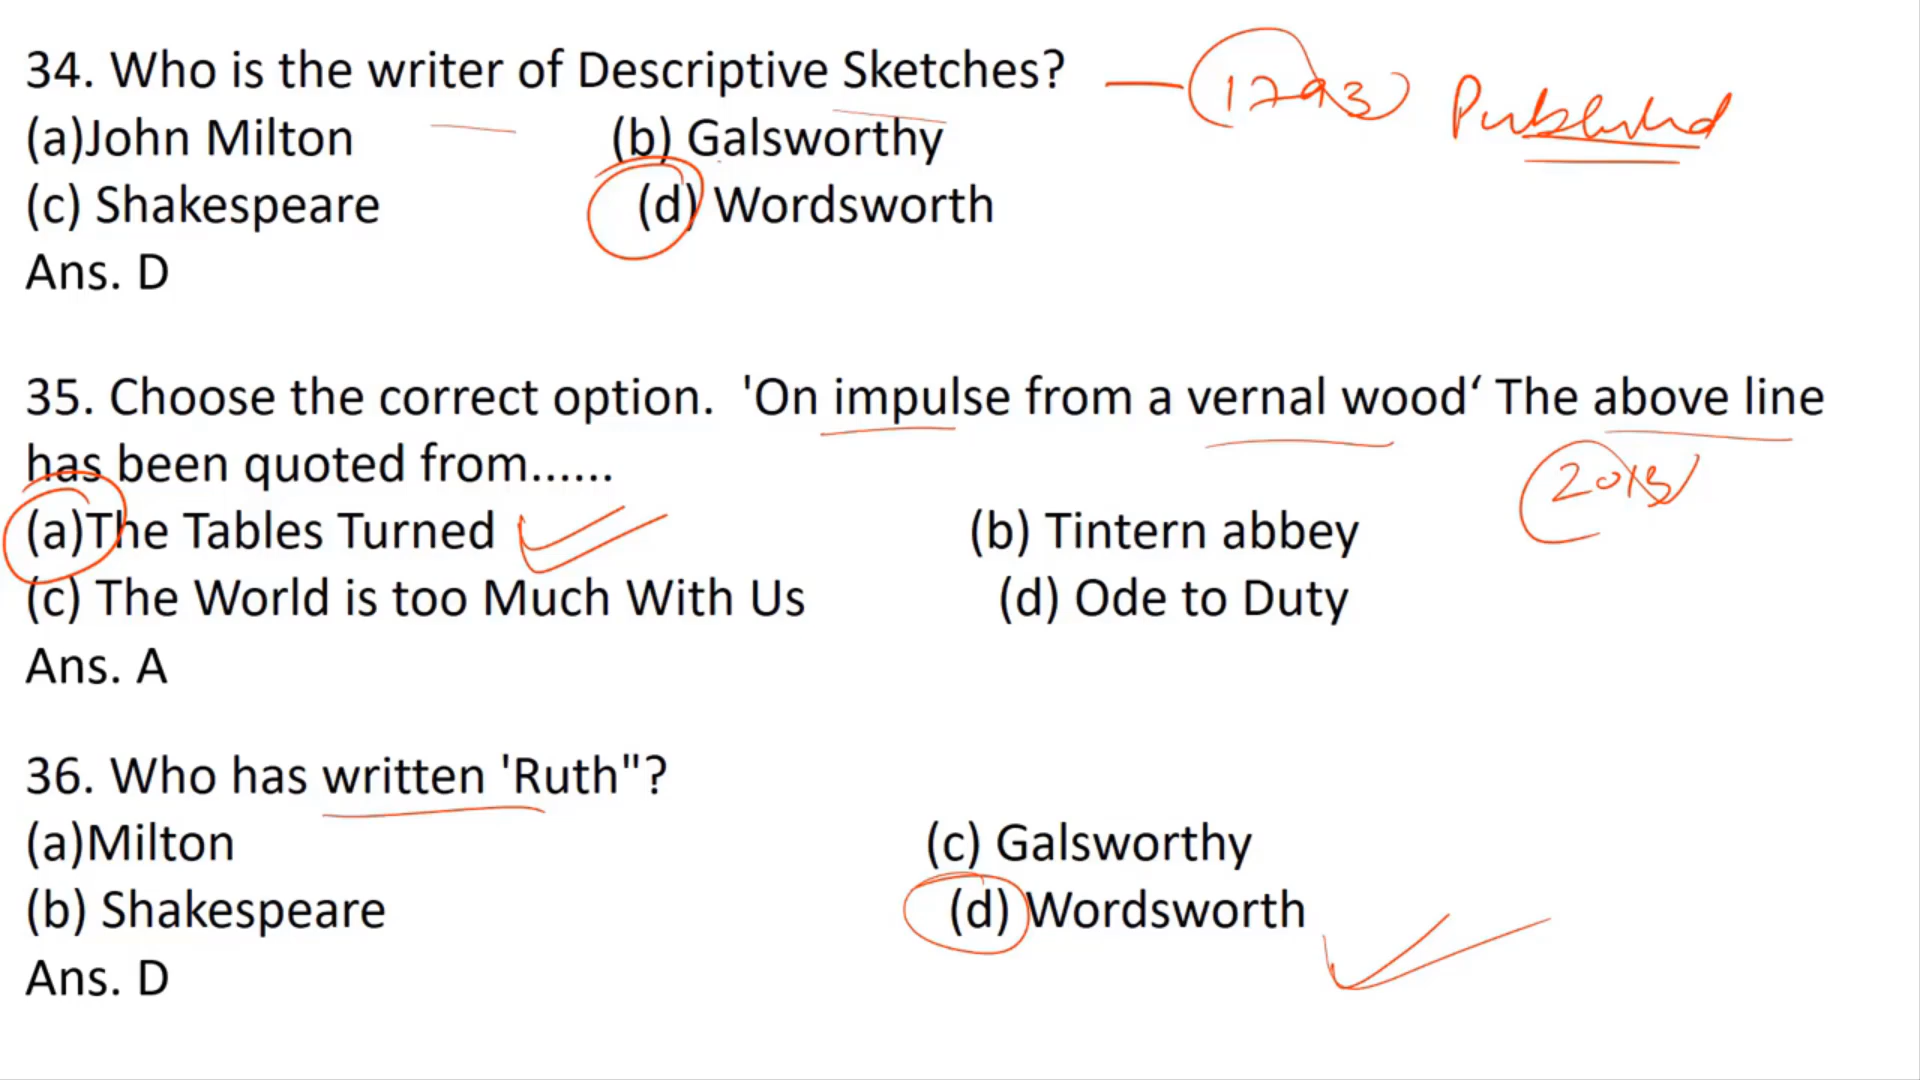 34. Who is the writer of Descriptive Sketches? 1793 Published
(a)John Milton (b) Galsworthy
(c) Shakespeare (d) Wordsworth
Ans. D
35. Choose the correct option. 'On impulse from a vernal wood‘ The above line
has been quoted from...... 2013
(a)The Tables Turned (b) Tintern abbey
(c) The World is too Much With Us (d) Ode to Duty
Ans. A
36. Who has written 'Ruth"?
(a)Milton (c) Galsworthy
(b) Shakespeare (d) Wordsworth
Ans. D